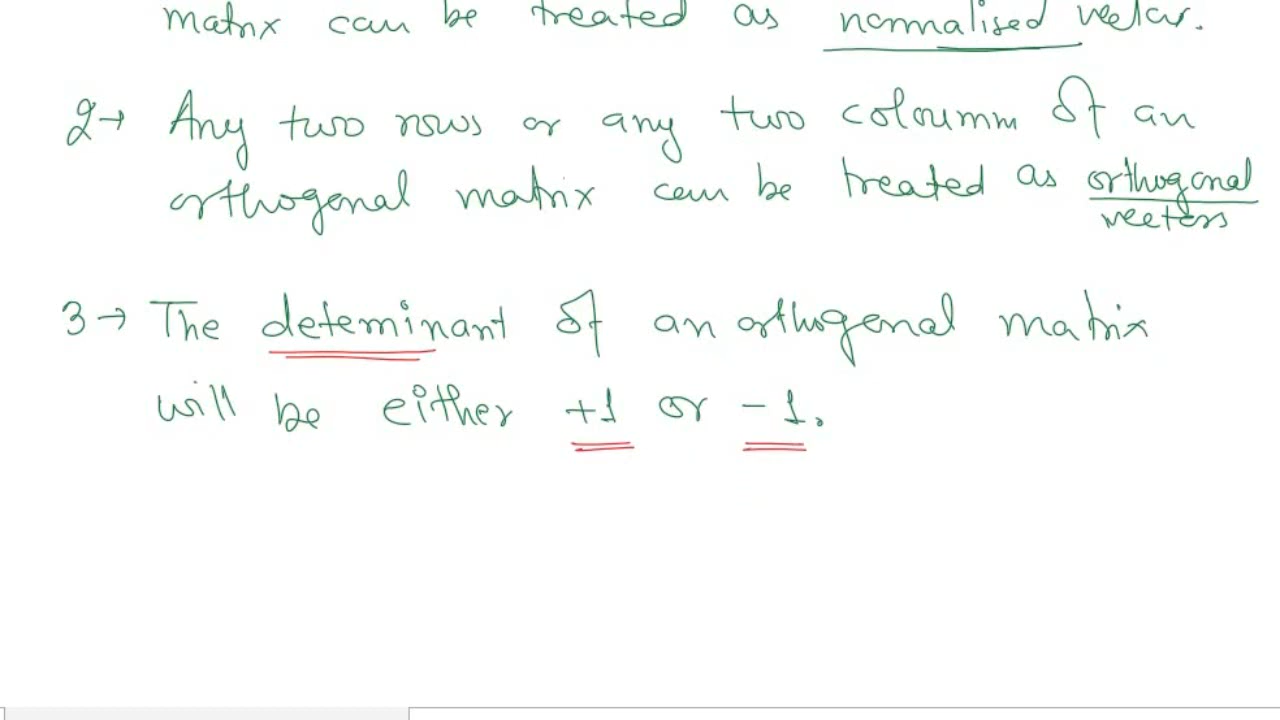 matrix can be treated as normalised vector.
2→ Any two rows or any two coloumn of an
orthogonal matrix can be treated as orthogonal
vectors
3→ The deteminant of an orthogenal matrix
will be either +1 or -1.